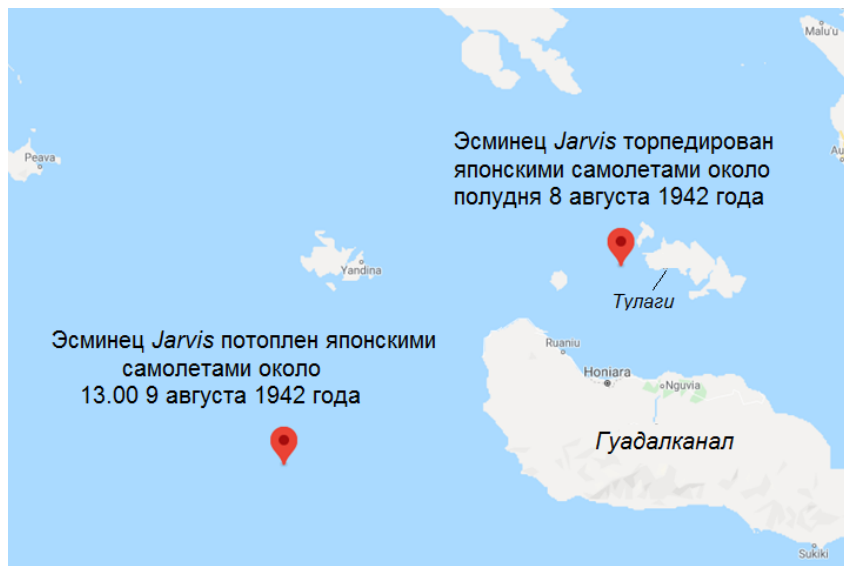 Malu'u
Эсминец Jarvis торпедирован
японскими самолетами около
полудня 8 августа 1942 года
Peava
Au
Yandina
Тулаги
Эсминец Jarvis потоплен японскими
самолетами около
13.00 9 августа 1942 года
Ruaniu
Honiara
Nguvia
Гуадалканал
Sukiki